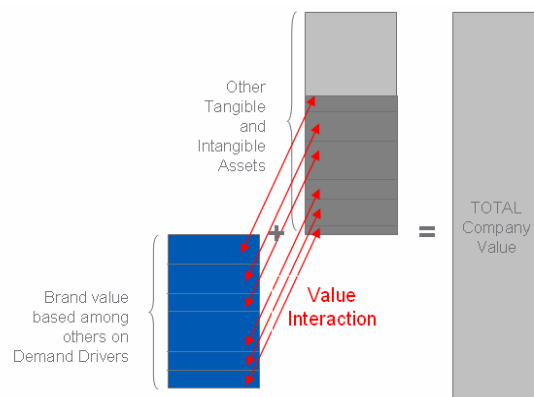 Other
Tangible
and
Intangible
Assets
+
=
TOTAL
Company
Value
Value
Interaction
Brand value
based among
others on
Demand Drivers